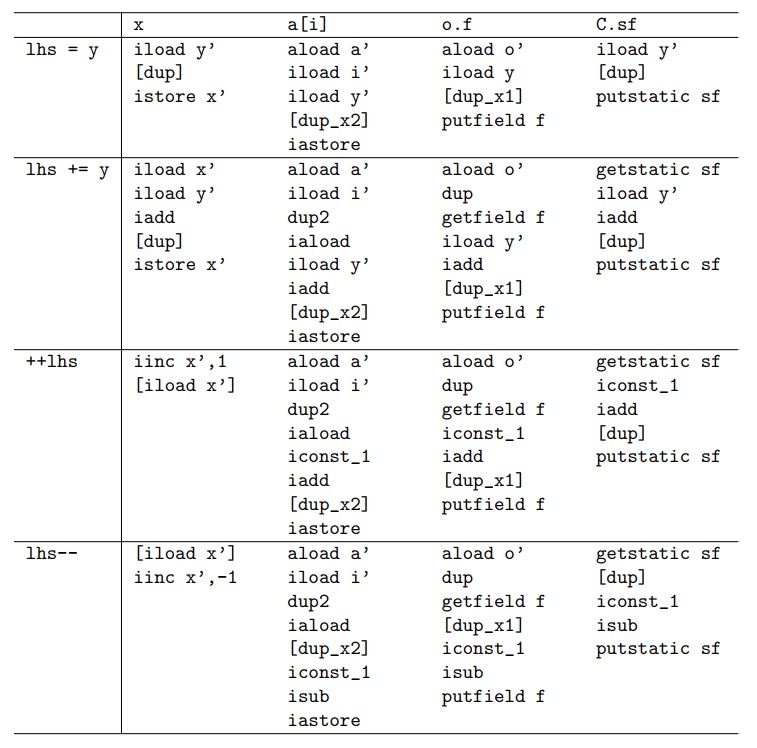 x a[i] o.f C.sf
lhs = y iload y’ aload a’ aload o’ iload y’
[dup] iload i’ iload y [dup]
istore x’ iload y’ [dup_x1] putstatic sf
[dup_x2] putfield f
iastore
lhs += y iload x’ aload a’ aload o’ getstatic sf
iload y’ iload i’ dup iload y’
iadd dup2 getfield f iadd
[dup] iaload iload y’ [dup]
istore x’ iload y’ iadd putstatic sf
iadd [dup_x1]
[dup_x2] putfield f
iastore
++lhs iinc x’,1 aload a’ aload o’ getstatic sf
[iload x’] iload i’ dup iconst_1
dup2 getfield f iadd
iaload iconst_1 [dup]
iconst_1 iadd putstatic sf
iadd [dup_x1]
[dup_x2] putfield f
iastore
lhs-- [iload x’] aload a’ aload o’ getstatic sf
iinc x’,-1 iload i’ dup [dup]
dup2 getfield f iconst_1
iaload [dup_x1] isub
[dup_x2] iconst_1 putstatic sf
iconst_1 isub
isub putfield f
iastore